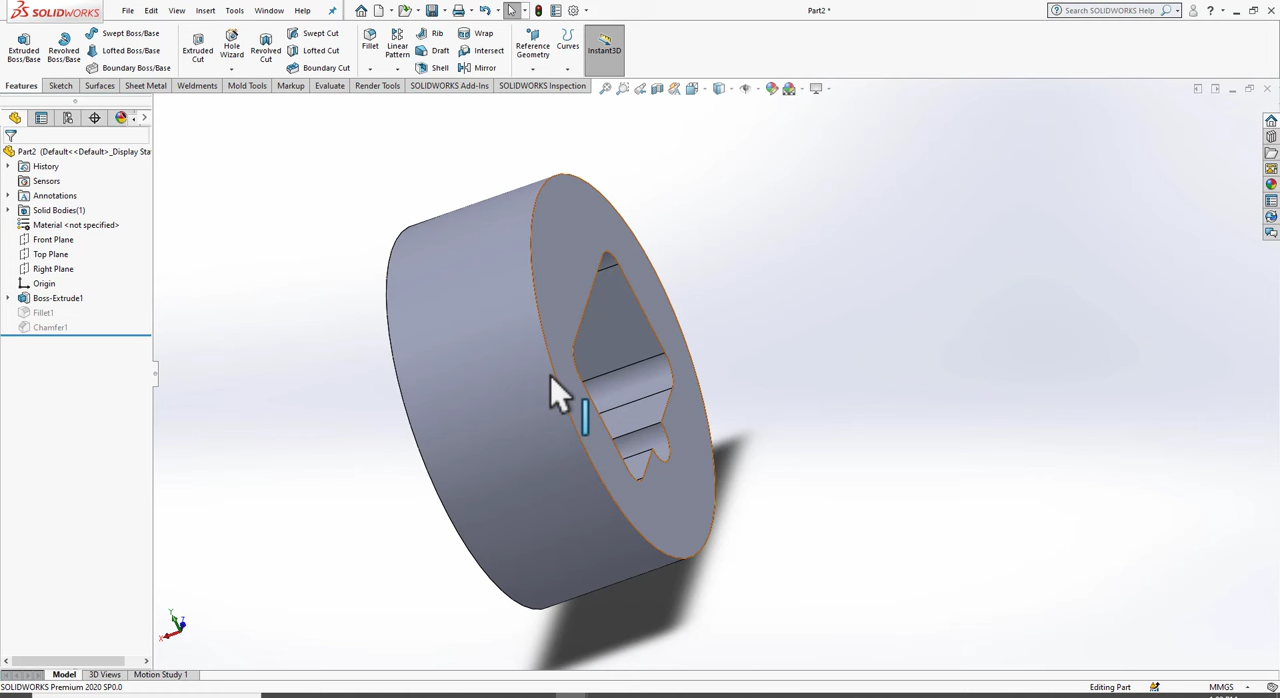 SOLIDWORKS File Edit View Insert Tools Window Help Part2 * Search SOLIDWORKS Help ?
Extruded Boss/Base
Revolved Boss/Base
Swept Boss/Base
Lofted Boss/Base
Boundary Boss/Base
Extruded Cut
Hole Wizard
Revolved Cut
Swept Cut
Lofted Cut
Boundary Cut
Fillet
Linear Pattern
Rib
Draft
Shell
Wrap
Intersect
Mirror
Reference Geometry
Curves
Instant3D
Features Sketch Surfaces Sheet Metal Weldments Mold Tools Markup Evaluate Render Tools SOLIDWORKS Add-Ins SOLIDWORKS Inspection
Part2 (Default<<Default>_Display Sta
History
Sensors
Annotations
Solid Bodies(1)
Material <not specified>
Front Plane
Top Plane
Right Plane
Origin
Boss-Extrude1
Fillet1
Chamfer1
Y
Z
X
Model 3D Views Motion Study 1
SOLIDWORKS Premium 2020 SP0.0 Editing Part MMGS